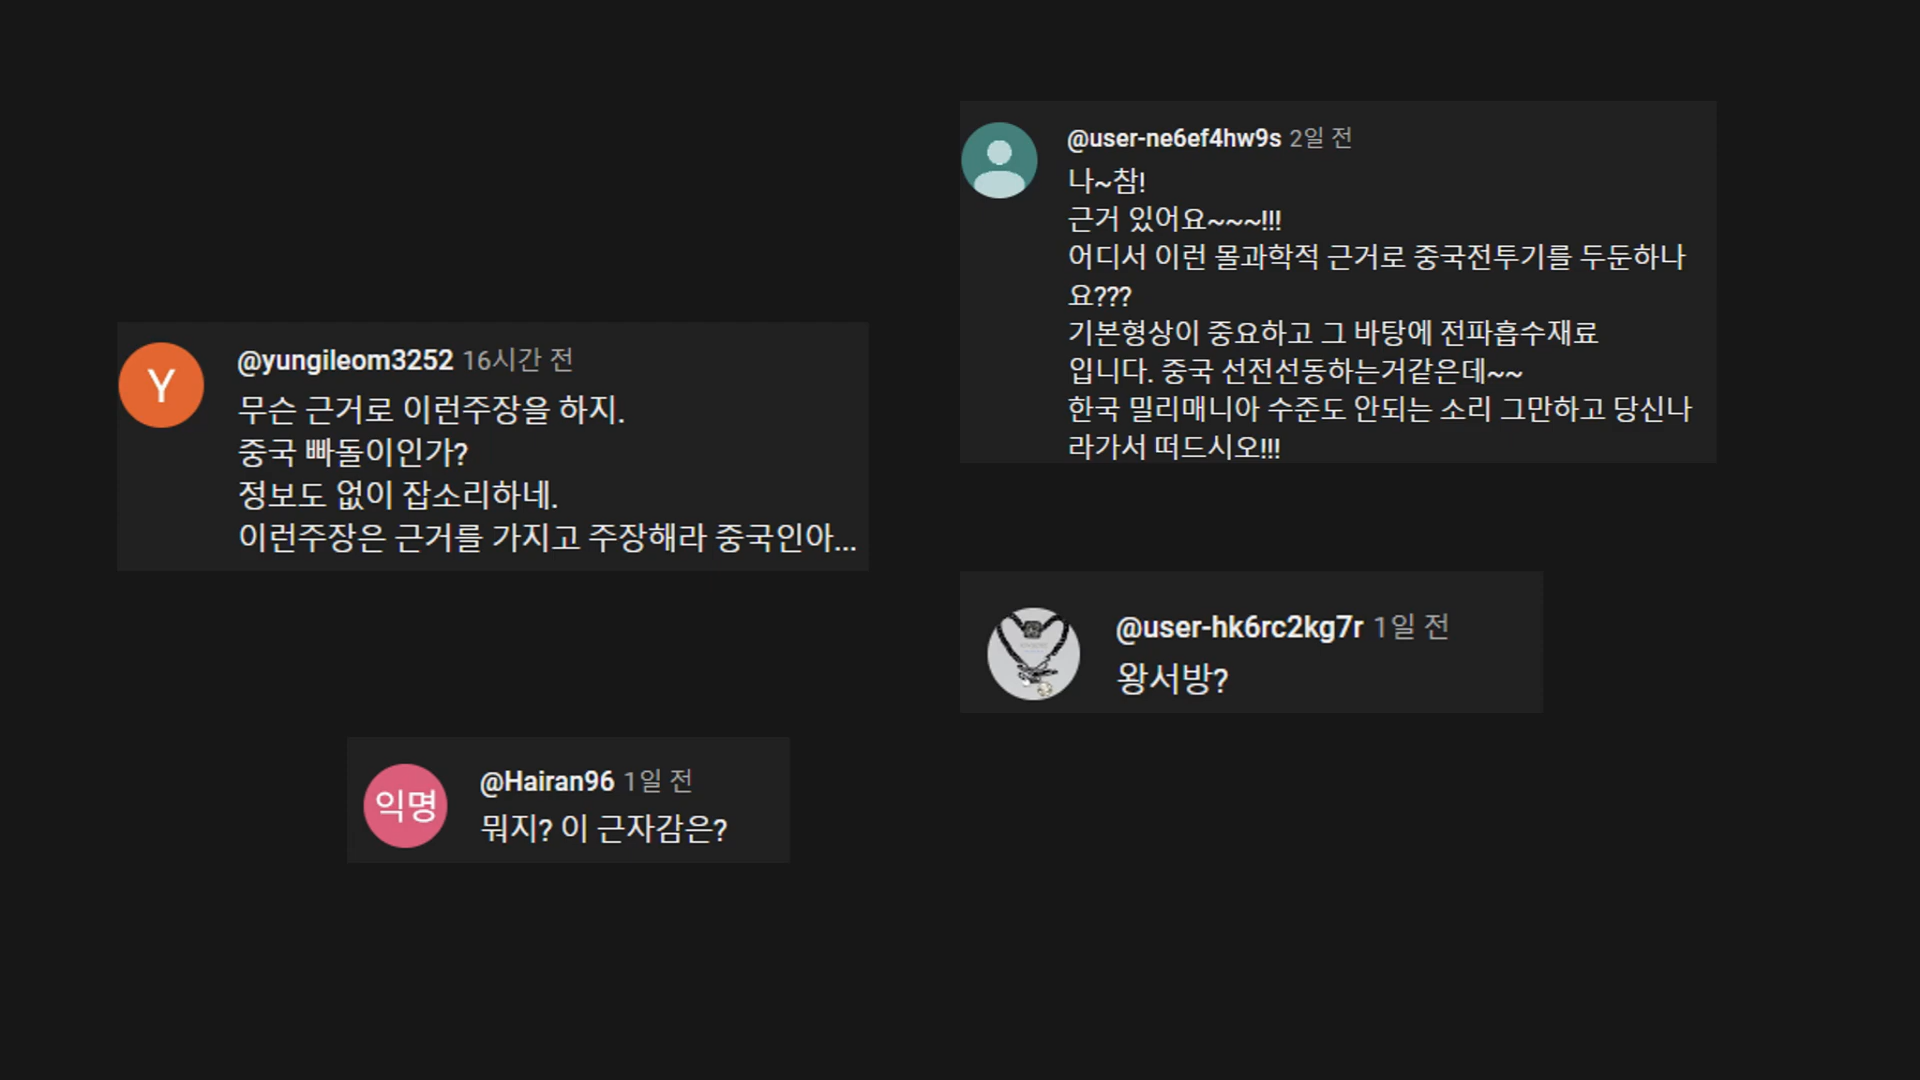 @user-ne6ef4hw9s 2일 전
나~참!
근거 있어요~~~!!!
어디서 이런 몰과학적 근거로 중국전투기를 두둔하나
요???
기본형상이 중요하고 그 바탕에 전파흡수재료
입니다. 중국 선전선동하는거같은데~~
한국 밀리매니아 수준도 안되는 소리 그만하고 당신나
라가서 떠드시오!!!
Y
@yungileom3252 16시간 전
무슨 근거로 이런주장을 하지.
중국 빠돌이인가?
정보도 없이 잡소리하네.
이런주장은 근거를 가지고 주장해라 중국인아...
@user-hk6rc2kg7r 1일 전
왕서방?
익명
@Hairan96 1일 전
뭐지? 이 근자감은?